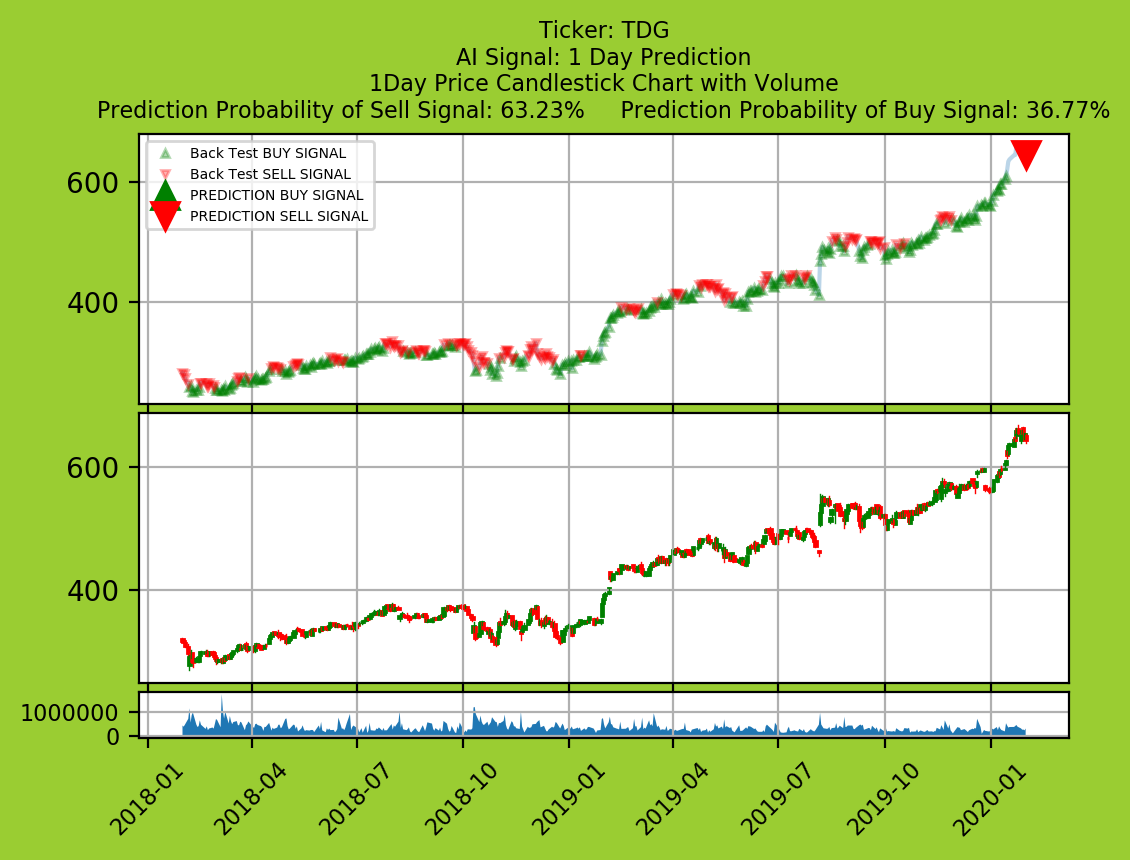 Ticker: TDG
AI Signal: 1 Day Prediction
1Day Price Candlestick Chart with Volume
Prediction Probability of Sell Signal: 63.23%     Prediction Probability of Buy Signal: 36.77%
Back Test BUY SIGNAL
Back Test SELL SIGNAL
PREDICTION BUY SIGNAL
PREDICTION SELL SIGNAL
600
400
600
400
1000000
0
2018-01
2018-04
2018-07
2018-10
2019-01
2019-04
2019-07
2019-10
2020-01